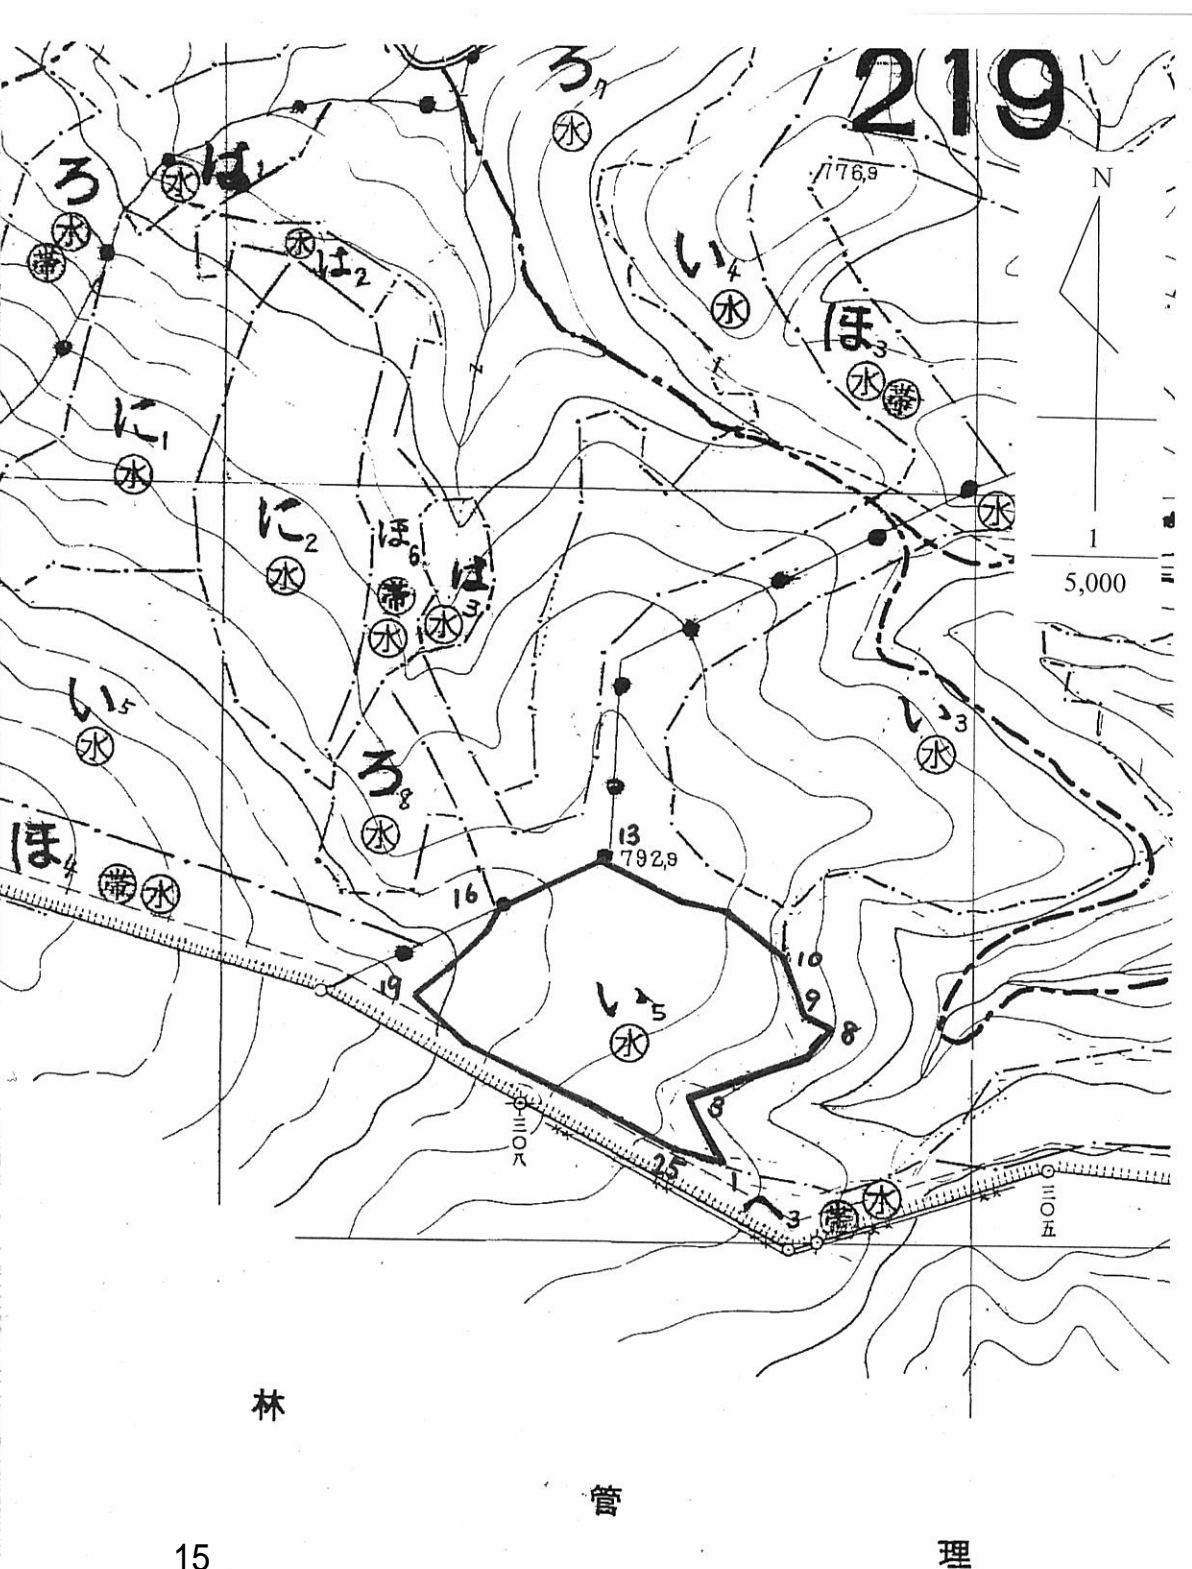 219
ろ7
水
776,9
N
ろ
水
帯
水
は1
水
は2
い4
水
ほ3
水
帯
に1
水
に2
水
ほ6
帯
水
は3
水
水
1
5,000
い5
水
ろ8
水
い3
水
ほ4
帯
水
13
792,9
16
19
10
9
8
い5
水
3
25
1
三〇八
へ3
帯
水
三〇五
林
管
理
15